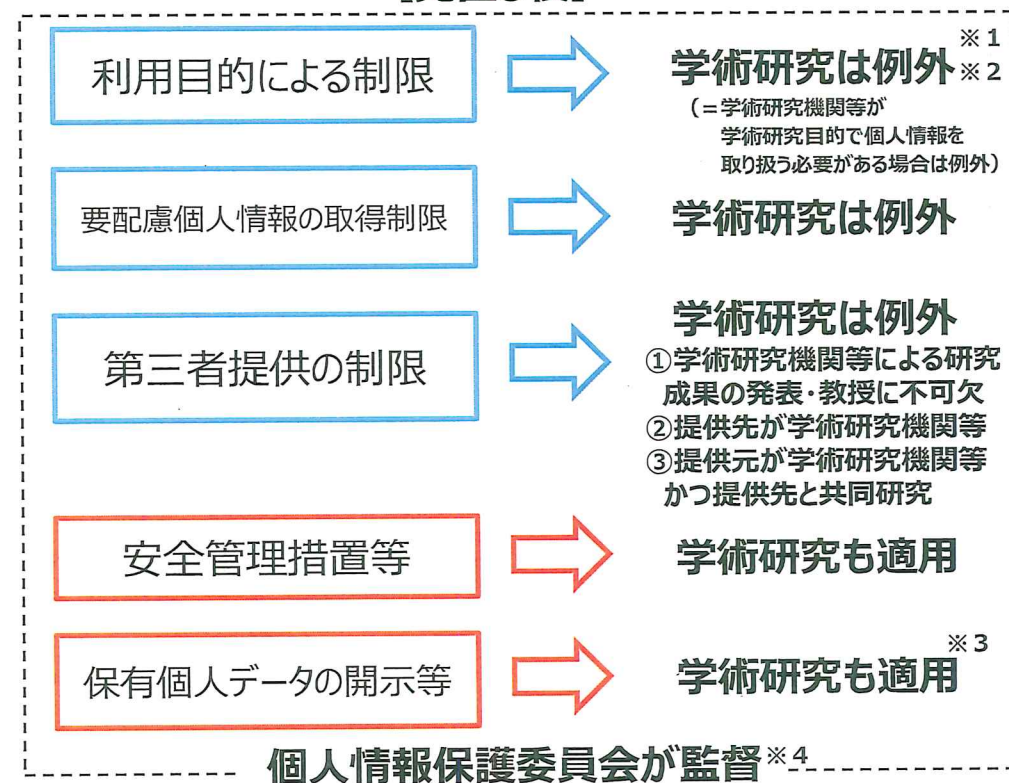 利用目的による制限
学術研究は例外※1
※2
(=学術研究機関等が
学術研究目的で個人情報を
取り扱う必要がある場合は例外)
要配慮個人情報の取得制限
学術研究は例外
第三者提供の制限
学術研究は例外
①学術研究機関等による研究
成果の発表・教授に不可欠
②提供先が学術研究機関等
③提供元が学術研究機関等
かつ提供先と共同研究
安全管理措置等
学術研究も適用
保有個人データの開示等
学術研究も適用※3
個人情報保護委員会が監督※4